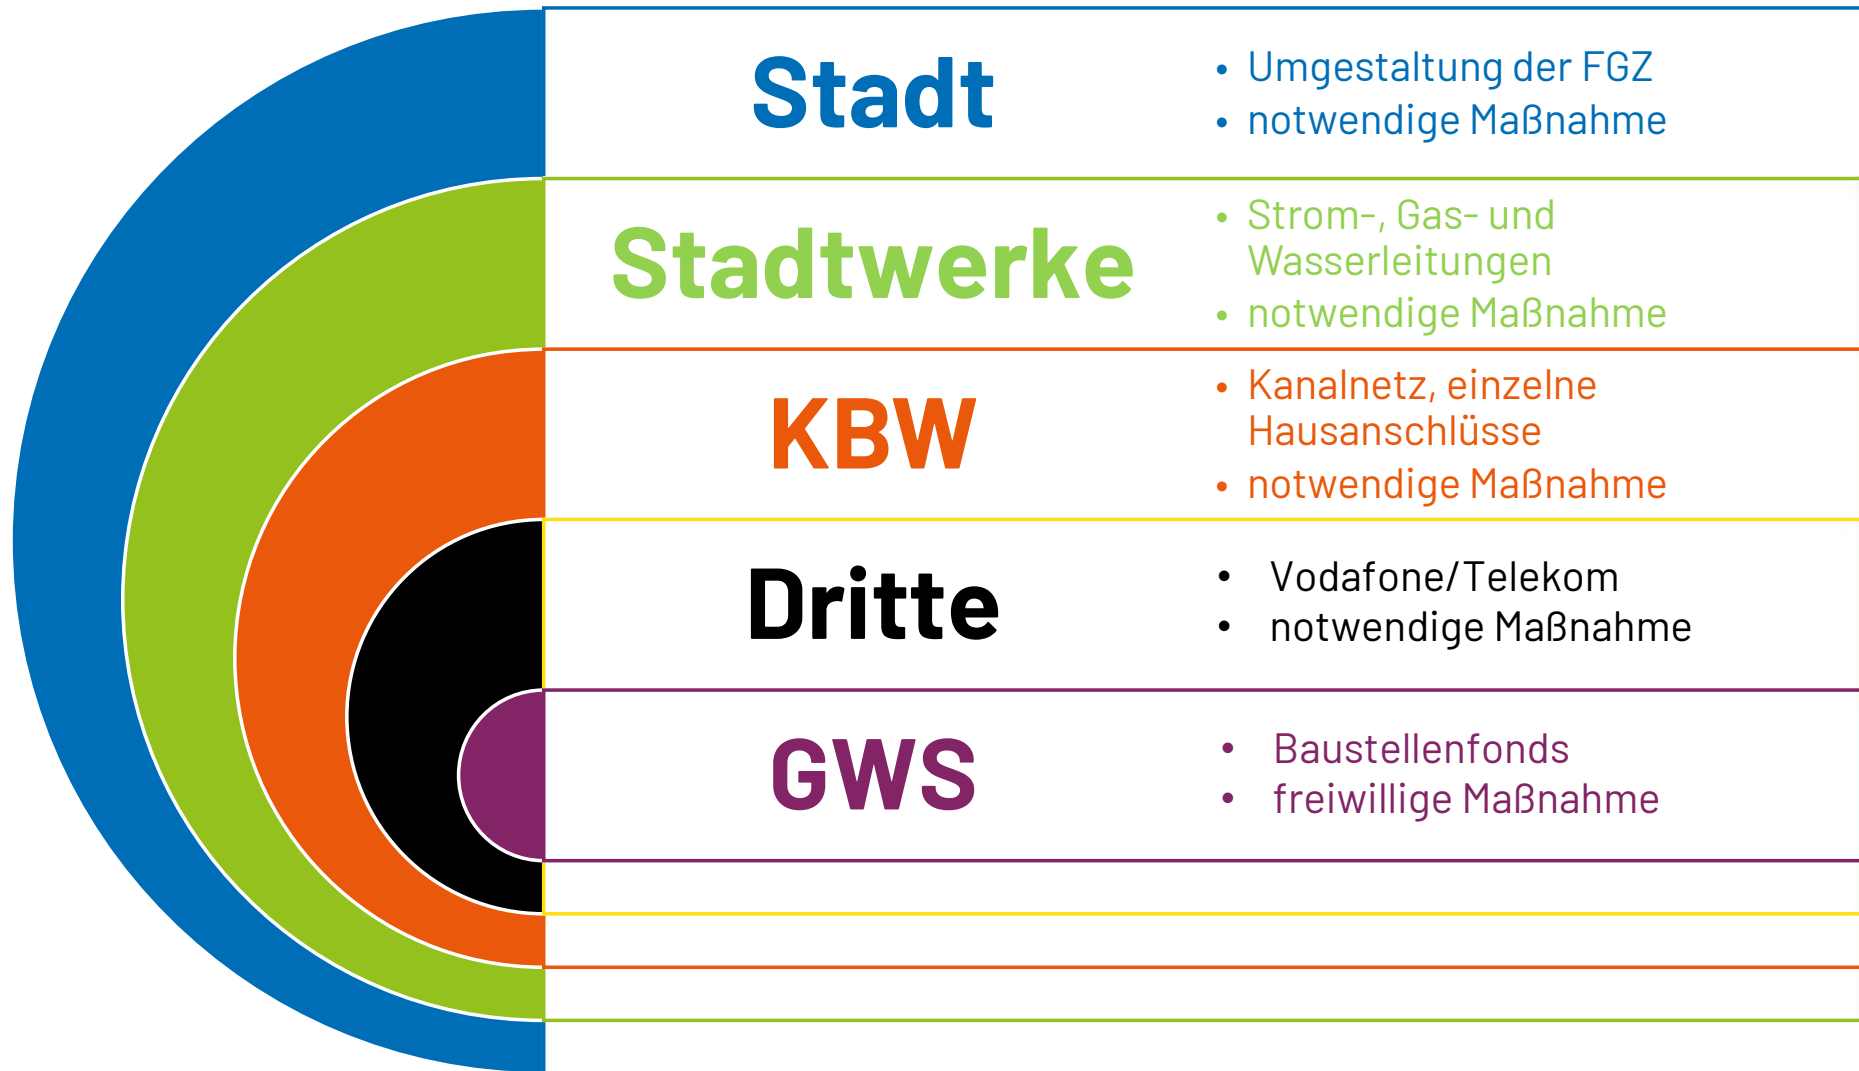 Stadt
• Umgestaltung der FGZ
• notwendige Maßnahme
Stadtwerke
• Strom-, Gas- und
Wasserleitungen
• notwendige Maßnahme
KBW
• Kanalnetz, einzelne
Hausanschlüsse
• notwendige Maßnahme
Dritte
• Vodafone/Telekom
• notwendige Maßnahme
GWS
• Baustellenfonds
• freiwillige Maßnahme